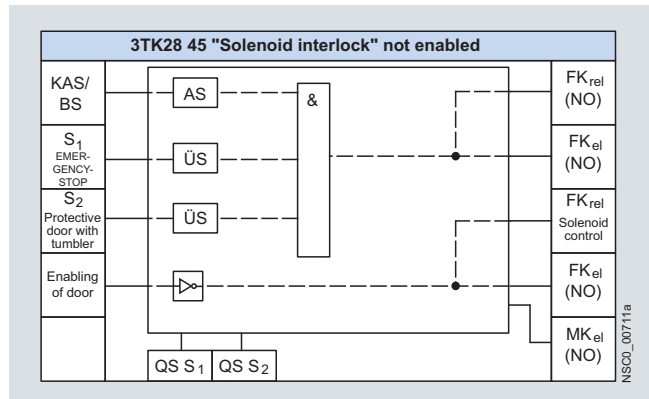 3TK28 45 "Solenoid interlock" not enabled
KAS/
BS
AS
&
FKrel
(NO)
S1
EMER-
GENCY-
STOP
ÜS
FKel
(NO)
S2
Protective
door with
tumbler
ÜS
FKrel
Solenoid
control
Enabling
of door
FKel
(NO)
MKel
(NO)
QS S1
QS S2
NSC0_00711a